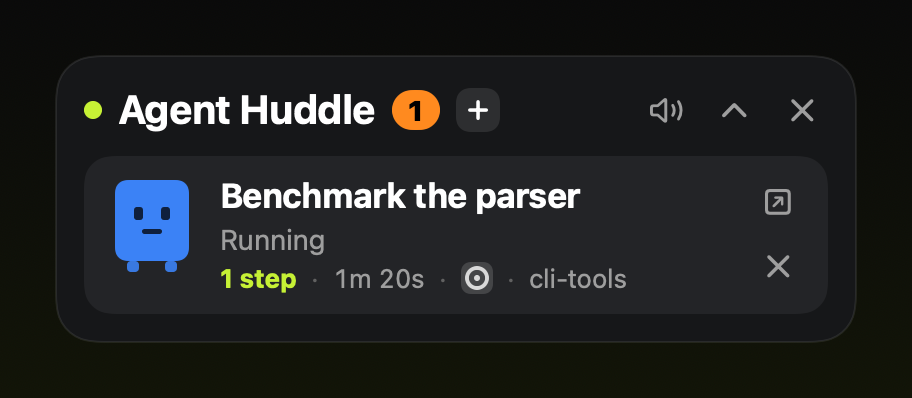 Agent Huddle 1 +
Benchmark the parser
Running
1 step · 1m 20s · · cli-tools